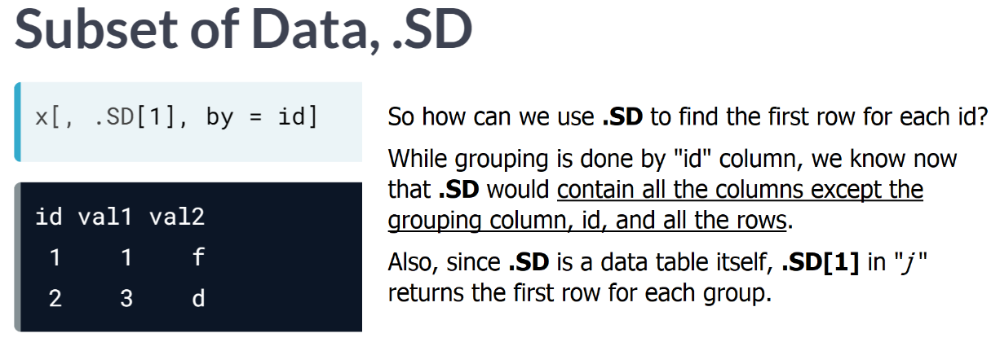 Subset of Data, .SD
x[, .SD[1], by = id]
id val1 val2
1 1 f
2 3 d
So how can we use .SD to find the first row for each id?
While grouping is done by "id" column, we know now
that .SD would contain all the columns except the
grouping column, id, and all the rows.
Also, since .SD is a data table itself, .SD[1] in "j"
returns the first row for each group.